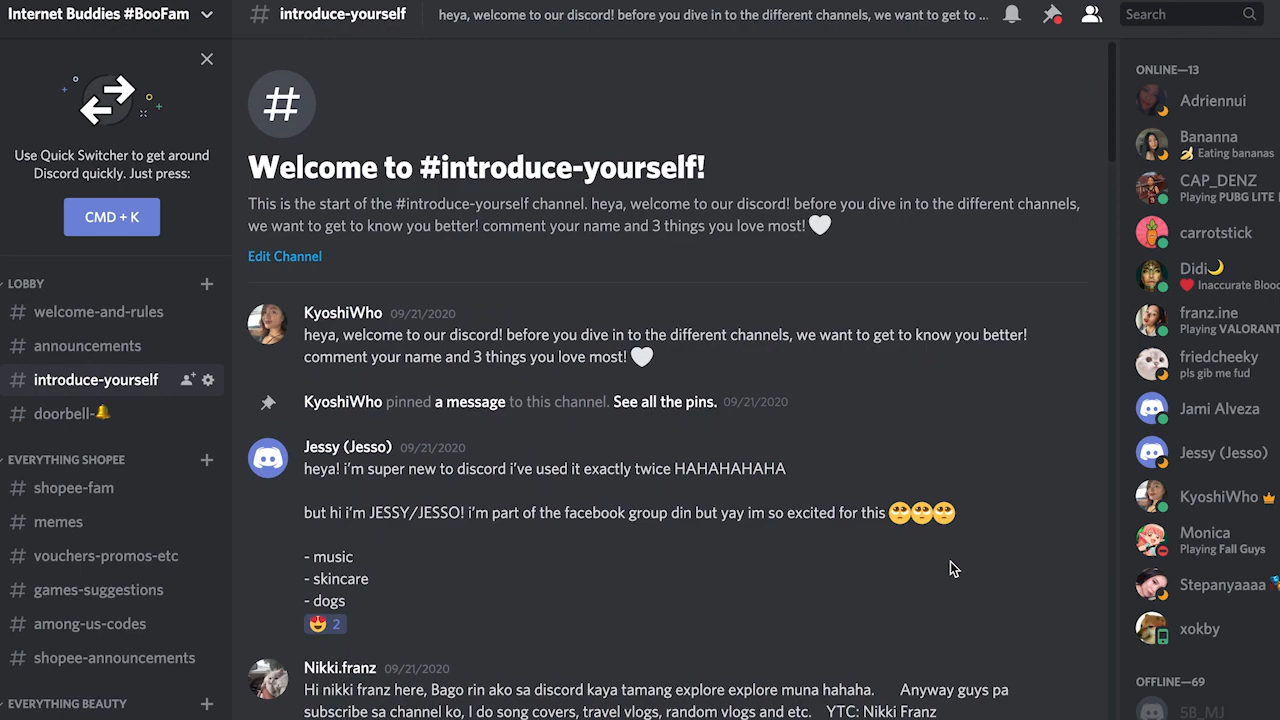 Internet Buddies #BooFam
Use Quick Switcher to get around
Discord quickly. Just press:
CMD + K
LOBBY
# welcome-and-rules
# announcements
# introduce-yourself
# doorbell-🔔
EVERYTHING SHOPEE
# shopee-fam
# memes
# vouchers-promos-etc
# games-suggestions
# among-us-codes
# shopee-announcements
EVERYTHING BEAUTY
# introduce-yourself
heya, welcome to our discord! before you dive in to the different channels, we want to get to ...
Search
#
Welcome to #introduce-yourself!
This is the start of the #introduce-yourself channel. heya, welcome to our discord! before you dive in to the different channels,
we want to get to know you better! comment your name and 3 things you love most! 🤍
Edit Channel
KyoshiWho 09/21/2020
heya, welcome to our discord! before you dive in to the different channels, we want to get to know you better!
comment your name and 3 things you love most! 🤍
KyoshiWho pinned a message to this channel. See all the pins. 09/21/2020
Jessy (Jesso) 09/21/2020
heya! i'm super new to discord i've used it exactly twice HAHAHAHAHA
but hi i'm JESSY/JESSO! i'm part of the facebook group din but yay im so excited for this 🥺🥺🥺
- music
- skincare
- dogs
😍 2
Nikki.franz 09/21/2020
Hi nikki franz here, Bago rin ako sa discord kaya tamang explore explore muna hahaha. Anyway guys pa
subscribe sa channel ko, I do song covers, travel vlogs, random vlogs and etc. YTC: Nikki Franz
ONLINE—13
Adriennui
Bananna
🍌 Eating bananas
CAP_DENZ
Playing PUBG LITE
carrotstick
Didi🌙
❤️ Inaccurate Blood
franz.ine
Playing VALORANT
friedcheeky
pls gib me fud
Jami Alveza
Jessy (Jesso)
KyoshiWho
Monica
Playing Fall Guys
Stepanyaaaa
xokby
OFFLINE—69
5B_MJ